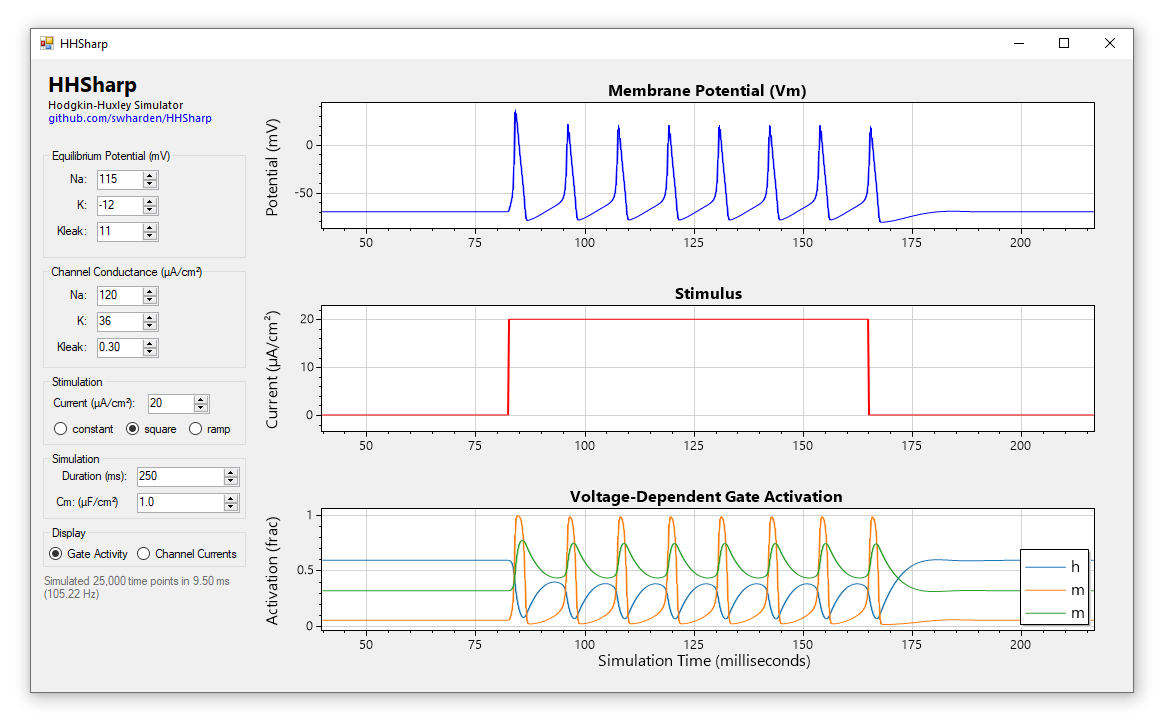 HHSharp
HHSharp
Hodgkin-Huxley Simulator
github.com/swharden/HHSharp
Equilibrium Potential (mV)
Na: 115
K: -12
Kleak: 11
Channel Conductance (µA/cm²)
Na: 120
K: 36
Kleak: 0.30
Stimulation
Current (µA/cm²): 20
constant square ramp
Simulation
Duration (ms): 250
Cm: (µF/cm²) 1.0
Display
Gate Activity Channel Currents
Simulated 25,000 time points in 9.50 ms
(105.22 Hz)
Membrane Potential (Vm)
Potential (mV)
0
-50
50 75 100 125 150 175 200
Stimulus
Current (µA/cm²)
20
10
0
50 75 100 125 150 175 200
Voltage-Dependent Gate Activation
Activation (frac)
1
0.5
0
h
m
m
50 75 100 125 150 175 200
Simulation Time (milliseconds)